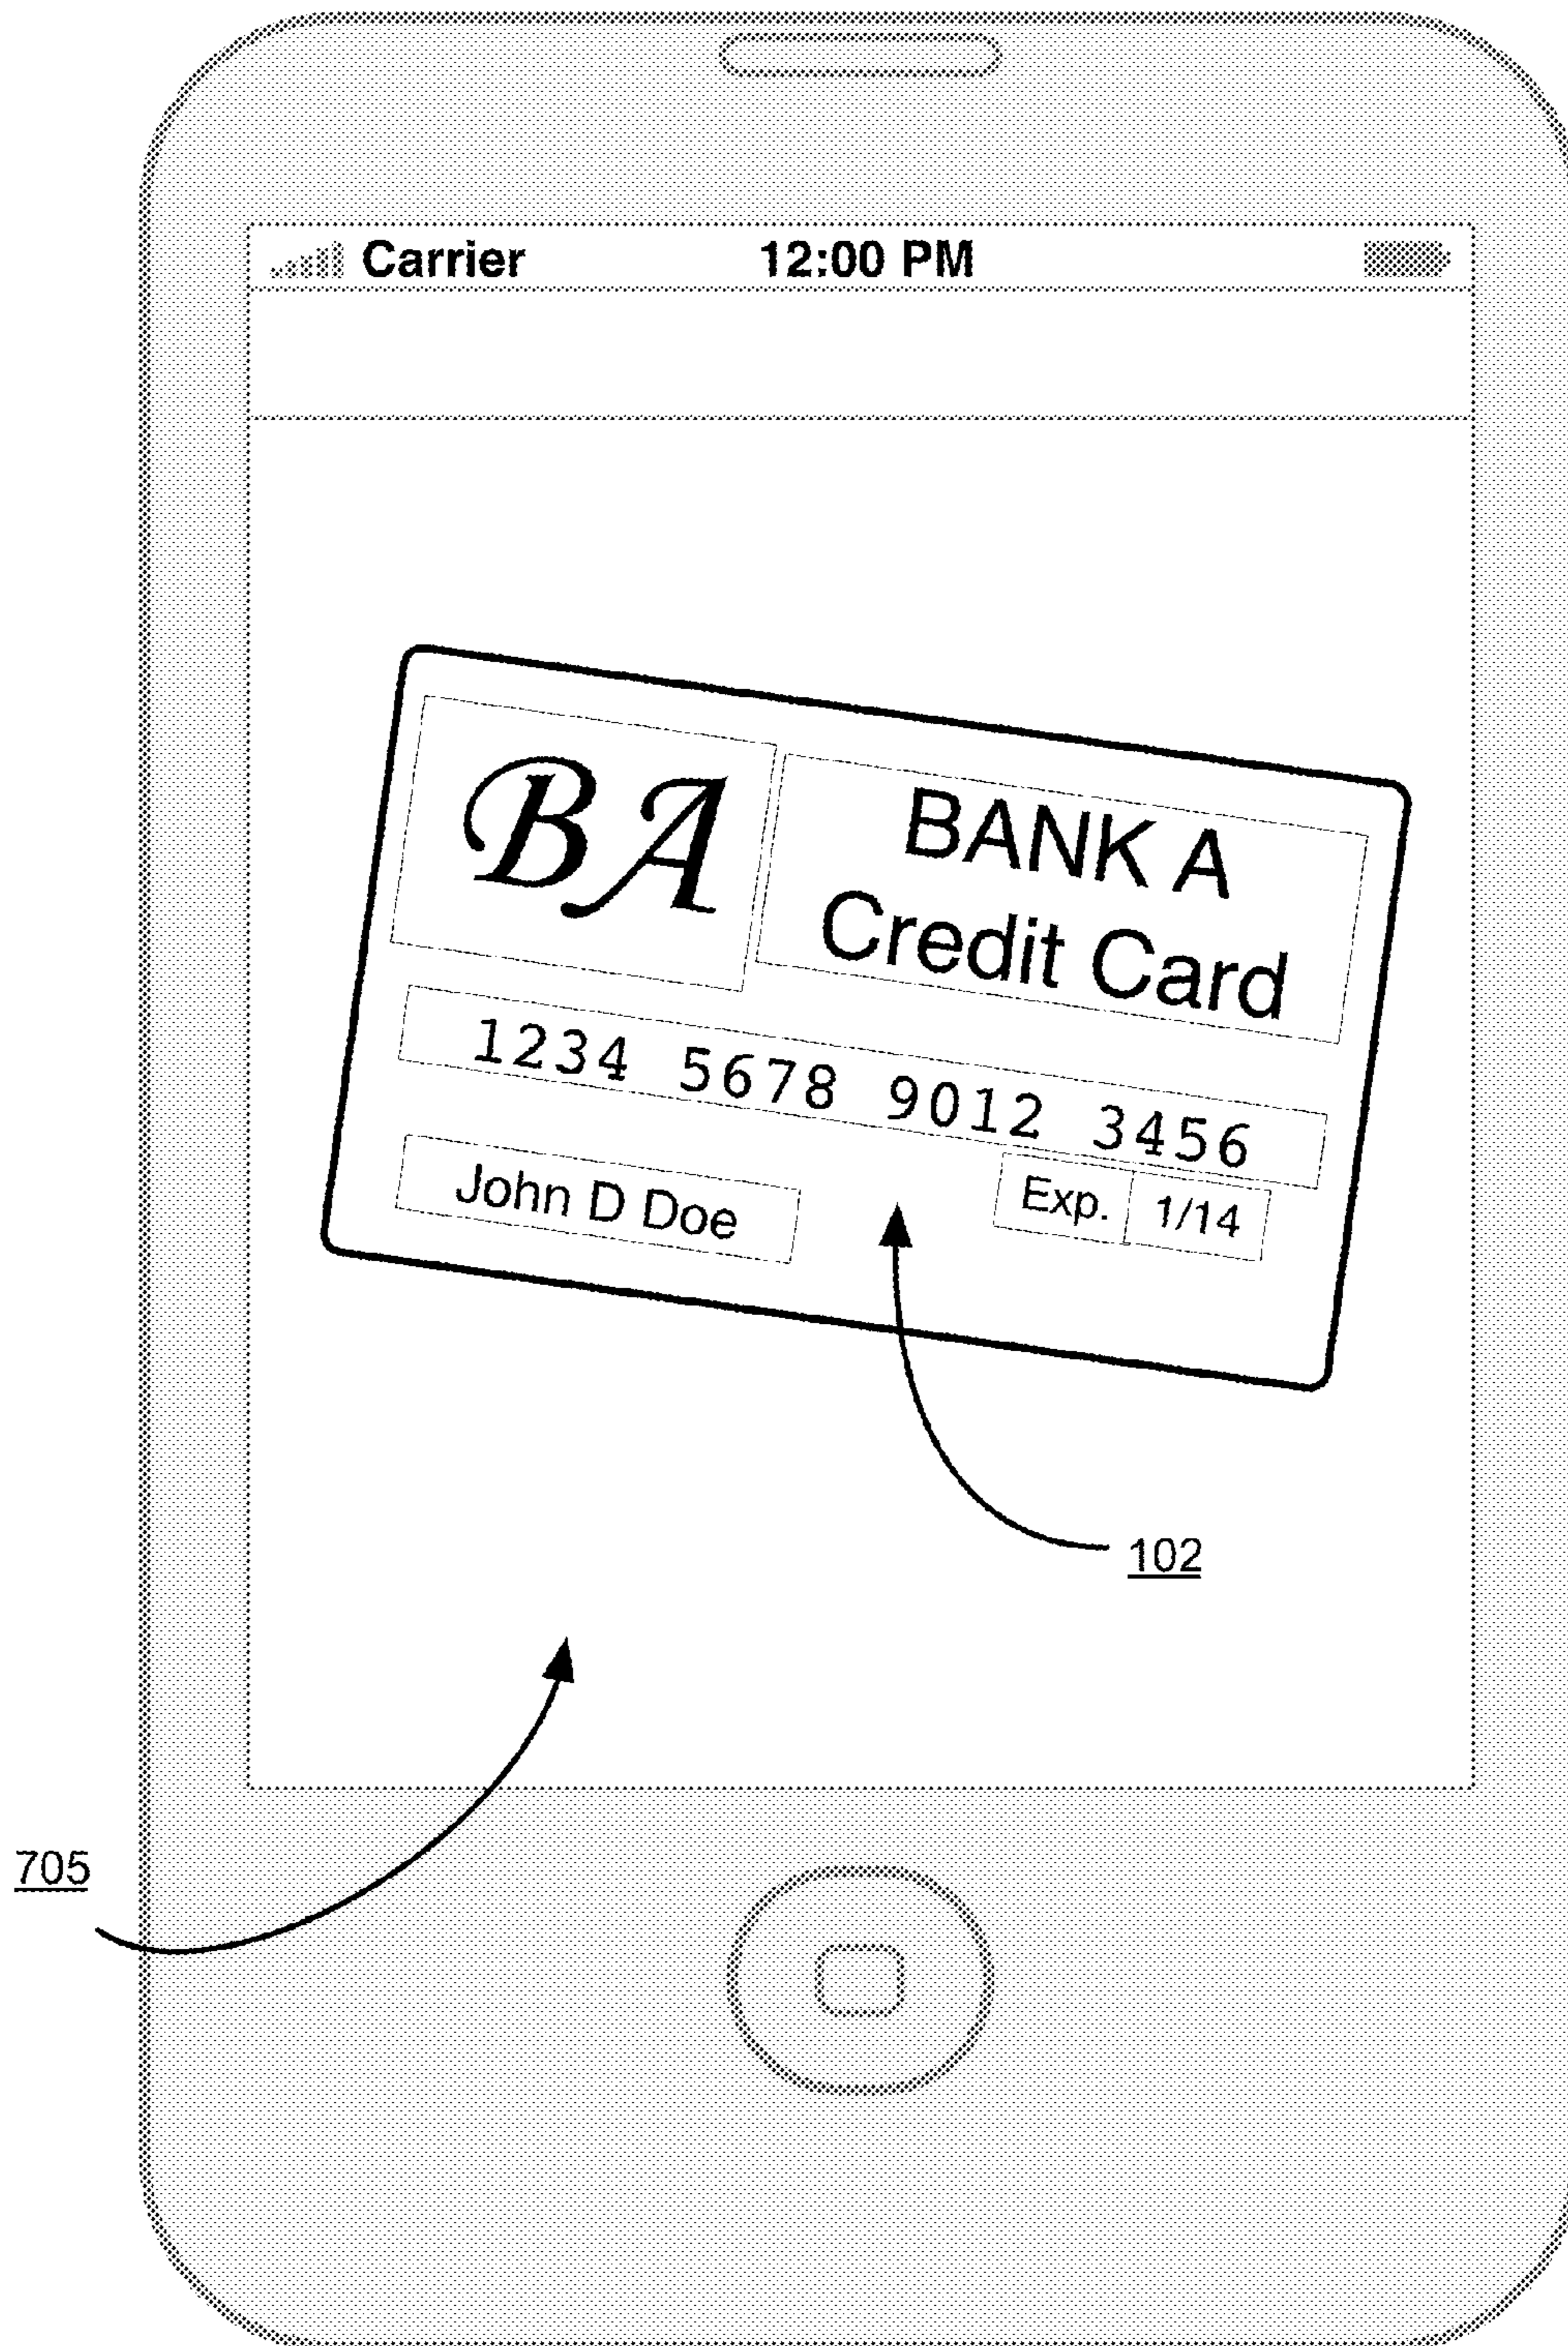 Carrier 12:00 PM
BA
BANK A
Credit Card
1234 5678 9012 3456
John D Doe
Exp. 1/14
102
705